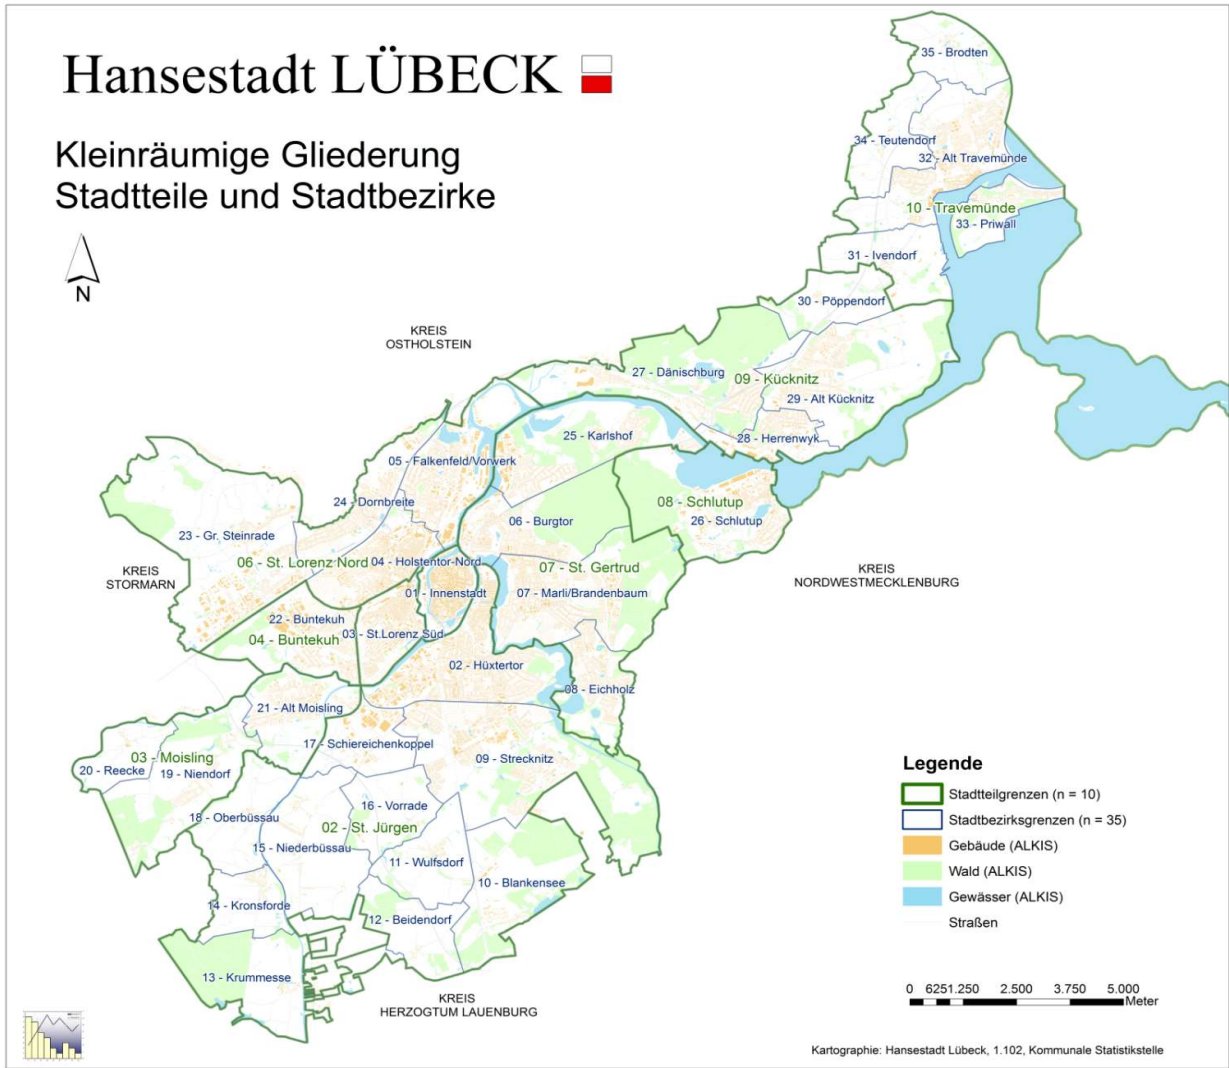 Hansestadt LÜBECK
Kleinräumige Gliederung
Stadtteile und Stadtbezirke
N
35 - Brodten
34 - Teutendorf
32 - Alt Travemünde
10 - Travemünde
33 - Priwall
31 - Ivendorf
30 - Pöppendorf
KREIS
OSTHOLSTEIN
27 - Dänischburg
09 - Kücknitz
29 - Alt Kücknitz
28 - Herrenwyk
25 - Karlshof
05 - Falkenfeld/Vorwerk
24 - Dornbreite
08 - Schlutup
26 - Schlutup
06 - Burgtor
23 - Gr. Steinrade
06 - St. Lorenz Nord
04 - Holstentor-Nord
07 - St. Gertrud
KREIS
STORMARN
KREIS
NORDWESTMECKLENBURG
01 - Innenstadt
07 - Marli/Brandenbaum
22 - Buntekuh
04 - Buntekuh
03 - St.Lorenz Süd
02 - Hüxtertor
08 - Eichholz
21 - Alt Moisling
17 - Schiereichenkoppel
03 - Moisling
20 - Reecke
19 - Niendorf
09 - Strecknitz
16 - Vorrade
18 - Oberbüssau
02 - St. Jürgen
15 - Niederbüssau
11 - Wulfsdorf
10 - Blankensee
14 - Kronsforde
12 - Beidendorf
13 - Krummesse
KREIS
HERZOGTUM LAUENBURG
Legende
Stadtteilgrenzen (n = 10)
Stadtbezirksgrenzen (n = 35)
Gebäude (ALKIS)
Wald (ALKIS)
Gewässer (ALKIS)
Straßen
0 625 1.250 2.500 3.750 5.000
Meter
Kartographie: Hansestadt Lübeck, 1.102, Kommunale Statistikstelle